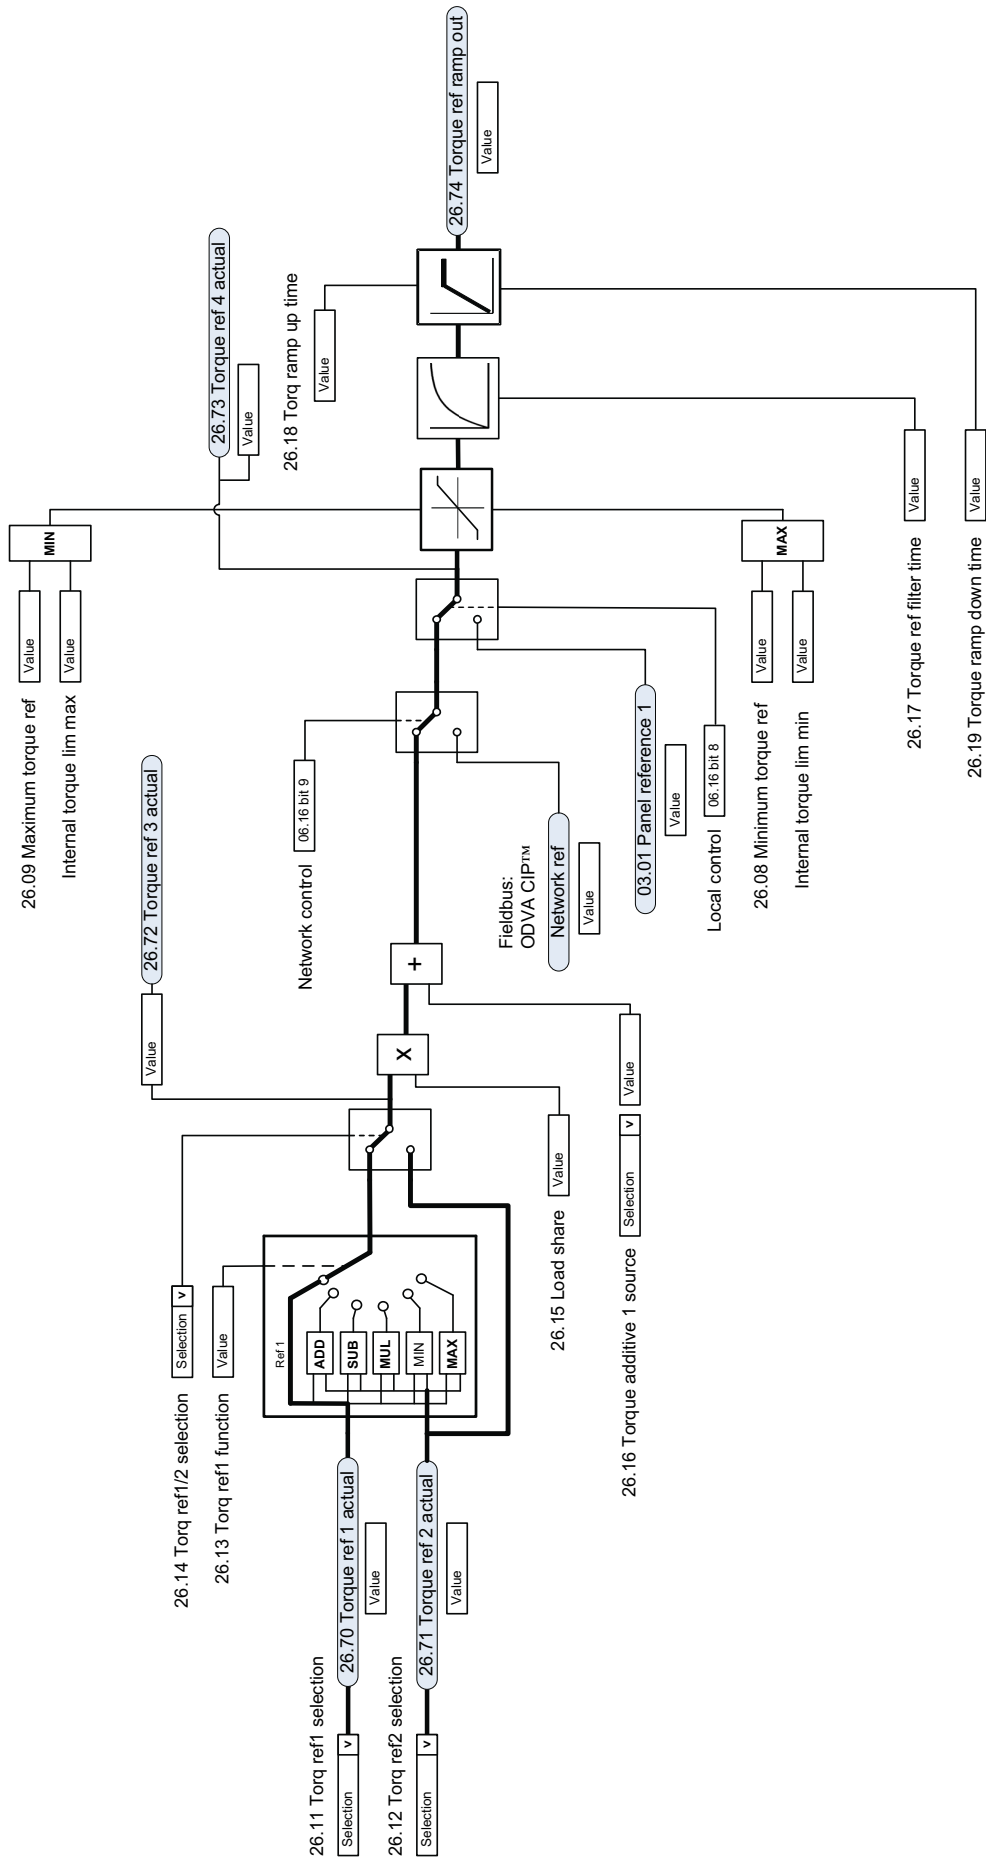 26.11 Torq ref1 selection
Selection
v
26.70 Torque ref 1 actual
Value
26.12 Torq ref2 selection
Selection
v
26.71 Torque ref 2 actual
Value
26.14 Torq ref1/2 selection
Selection
v
26.13 Torq ref1 function
Value
Ref 1
ADD
SUB
MUL
MIN
MAX
26.72 Torque ref 3 actual
Value
X
26.15 Load share
Value
+
26.16 Torque additive 1 source
Selection
v
Value
Network control
06.16 bit 9
Fieldbus:
ODVA CIP™
Network ref
Value
03.01 Panel reference 1
Value
Local control
06.16 bit 8
26.73 Torque ref 4 actual
Value
26.09 Maximum torque ref
Value
Internal torque lim max
Value
MIN
26.08 Minimum torque ref
Value
Internal torque lim min
Value
MAX
26.17 Torque ref filter time
Value
26.18 Torq ramp up time
Value
26.19 Torque ramp down time
Value
26.74 Torque ref ramp out
Value